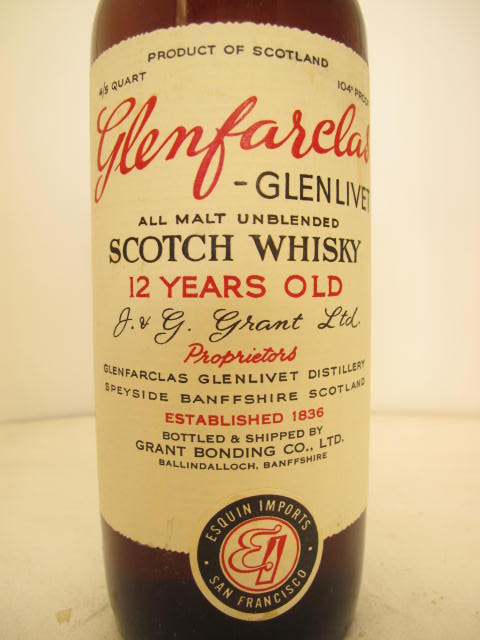 PRODUCT OF SCOTLAND
4/5 QUART
104° PROOF
Glenfarclas
-GLENLIVET
ALL MALT UNBLENDED
SCOTCH WHISKY
12 YEARS OLD
J. & G. Grant Ltd.
Proprietors
GLENFARCLAS GLENLIVET DISTILLERY
SPEYSIDE BANFFSHIRE SCOTLAND
ESTABLISHED 1836
BOTTLED & SHIPPED BY
GRANT BONDING CO., LTD.
BALLINDALLOCH, BANFFSHIRE
ESQUIN IMPORTS
EI
• SAN FRANCISCO •